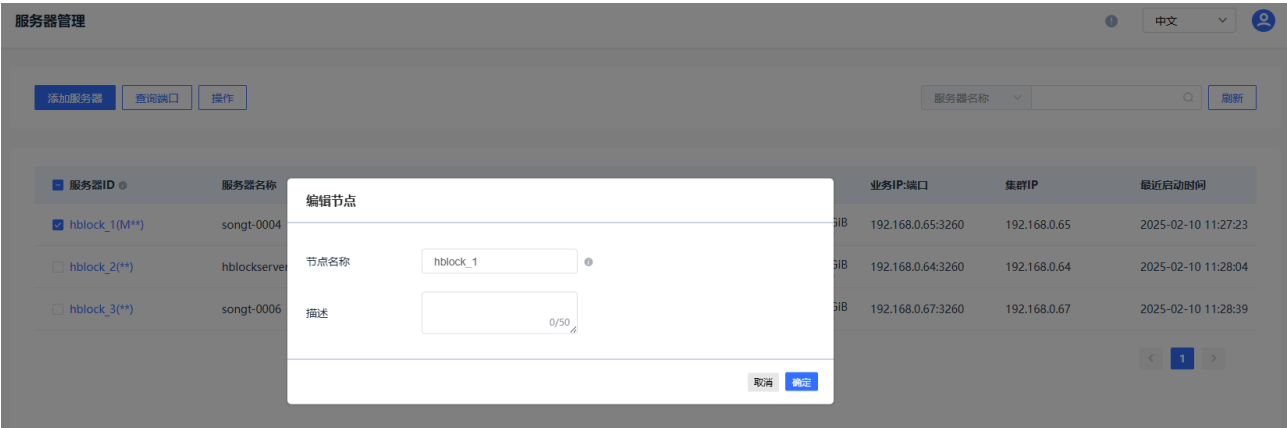 服务器管理
中文
添加服务器 查询端口 操作 服务器名称 刷新
服务器ID 服务器名称 业务IP:端口 集群IP 最近启动时间
编辑节点
hblock_1(M**) songt-0004 GiB 192.168.0.65:3260 192.168.0.65 2025-02-10 11:27:23
节点名称 hblock_1
hblock_2(**) hblockserver GiB 192.168.0.64:3260 192.168.0.64 2025-02-10 11:28:04
hblock_3(**) songt-0006 GiB 192.168.0.67:3260 192.168.0.67 2025-02-10 11:28:39
描述 0/50
1
取消 确定